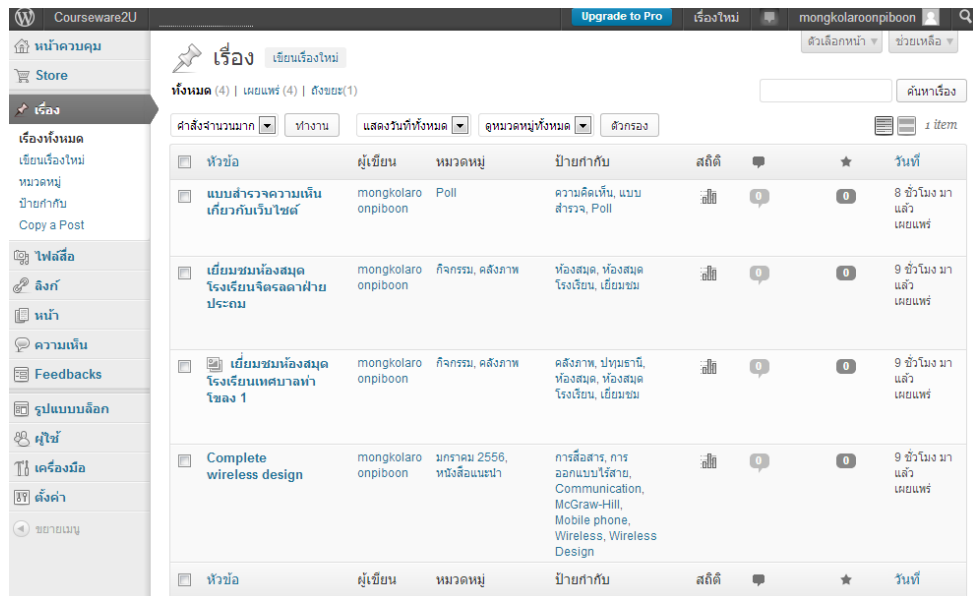 Courseware2U
Upgrade to Pro
เรื่องใหม่
mongkolaroonpiboon
ตัวเลือกหน้า
ช่วยเหลือ
หน้าควบคุม
Store
เรื่อง
เรื่องทั้งหมด
เขียนเรื่องใหม่
หมวดหมู่
ป้ายกำกับ
Copy a Post
ไฟล์สื่อ
ลิงก์
หน้า
ความเห็น
Feedbacks
รูปแบบบล็อก
ผู้ใช้
เครื่องมือ
ตั้งค่า
ขยายเมนู
เรื่อง เขียนเรื่องใหม่
ทั้งหมด (4) | เผยแพร่ (4) | ถังขยะ(1)
ค้นหาเรื่อง
คำสั่งจำนวนมาก ทำงาน แสดงวันที่ทั้งหมด ดูหมวดหมู่ทั้งหมด ตัวกรอง
1 item
หัวข้อ ผู้เขียน หมวดหมู่ ป้ายกำกับ สถิติ วันที่
แบบสำรวจความเห็น
เกี่ยวกับเว็บไซต์
mongkolaro
onpiboon
Poll
ความคิดเห็น, แบบ
สำรวจ, Poll
0
0
8 ชั่วโมง มา
แล้ว
เผยแพร่
เยี่ยมชมห้องสมุด
โรงเรียนจิตรลดาฝ่าย
ประถม
mongkolaro
onpiboon
กิจกรรม, คลังภาพ
ห้องสมุด, ห้องสมุด
โรงเรียน, เยี่ยมชม
0
0
9 ชั่วโมง มา
แล้ว
เผยแพร่
เยี่ยมชมห้องสมุด
โรงเรียนเทศบาลท่า
โขลง 1
mongkolaro
onpiboon
กิจกรรม, คลังภาพ
คลังภาพ, ปทุมธานี,
ห้องสมุด, ห้องสมุด
โรงเรียน, เยี่ยมชม
0
0
9 ชั่วโมง มา
แล้ว
เผยแพร่
Complete
wireless design
mongkolaro
onpiboon
มกราคม 2556,
หนังสือแนะนำ
การสื่อสาร, การ
ออกแบบไร้สาย,
Communication,
McGraw-Hill,
Mobile phone,
Wireless, Wireless
Design
0
0
9 ชั่วโมง มา
แล้ว
เผยแพร่
หัวข้อ ผู้เขียน หมวดหมู่ ป้ายกำกับ สถิติ วันที่